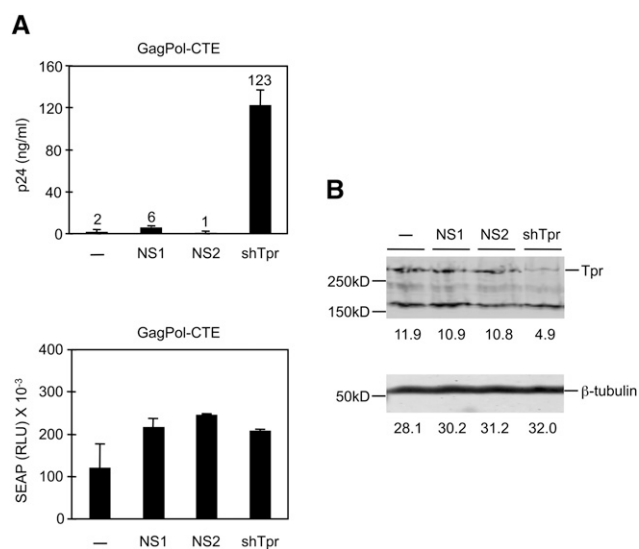 A
GagPol-CTE
p24 (ng/ml)
160
120
80
40
0
2
6
1
123
— NS1 NS2 shTpr
GagPol-CTE
SEAP (RLU) X 10⁻³
400
300
200
100
0
— NS1 NS2 shTpr
B
— NS1 NS2 shTpr
250kD
150kD
Tpr
11.9 10.9 10.8 4.9
50kD
β-tubulin
28.1 30.2 31.2 32.0